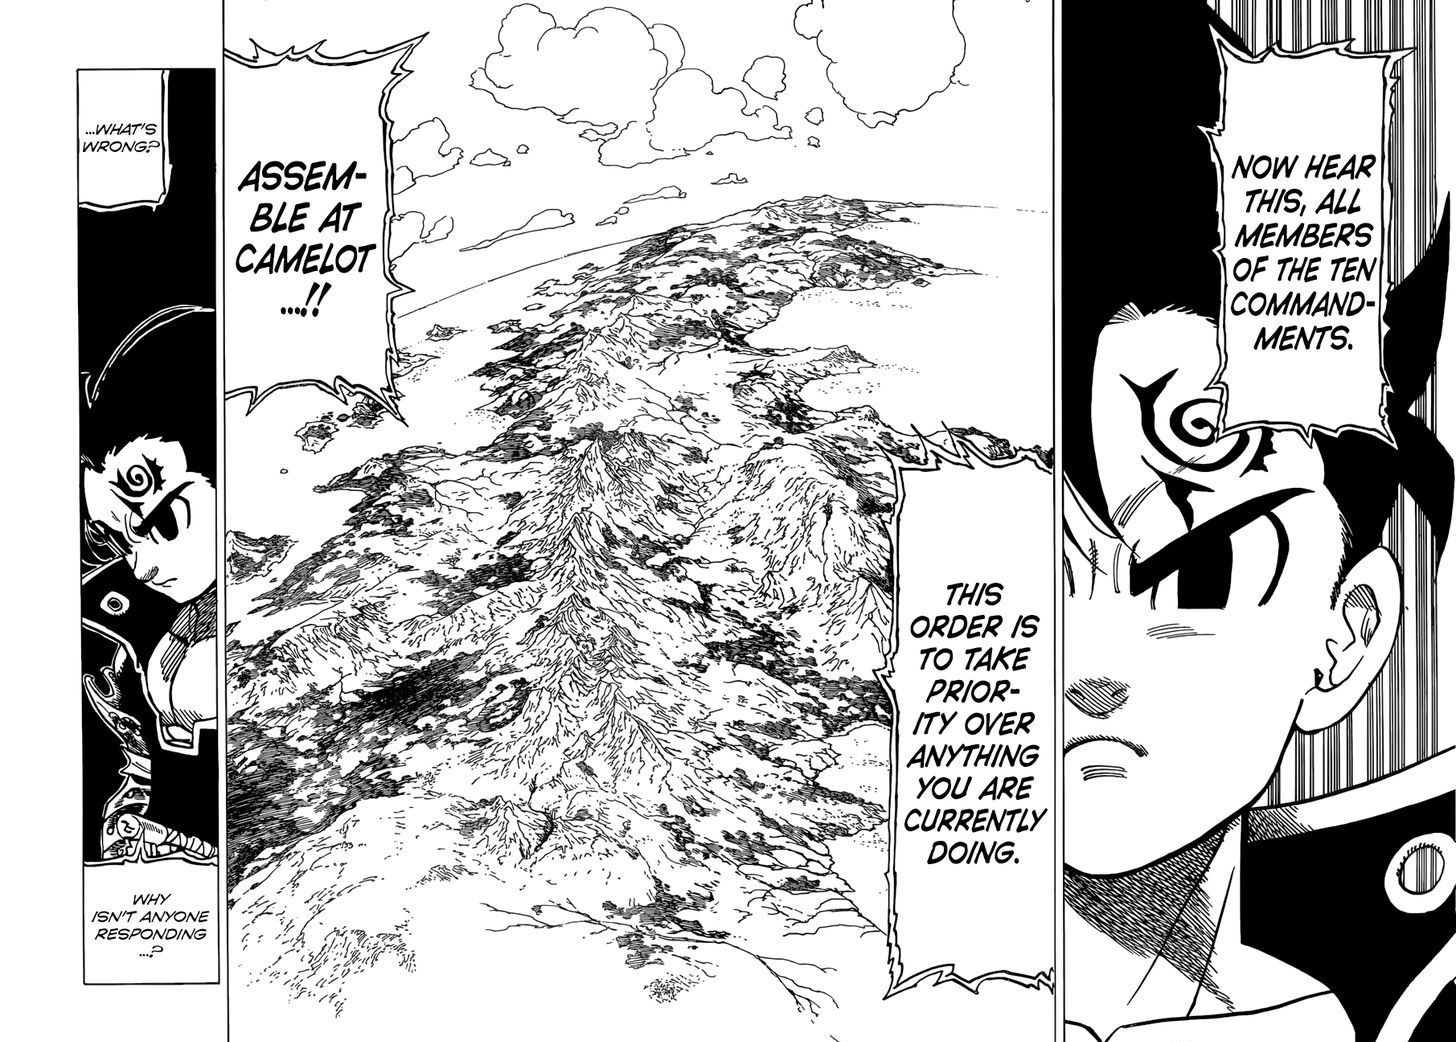 NOW HEAR
THIS, ALL
MEMBERS
OF THE TEN
COMMAND-
MENTS.
THIS
ORDER IS
TO TAKE
PRIOR-
ITY OVER
ANYTHING
YOU ARE
CURRENTLY
DOING.
ASSEM-
BLE AT
CAMELOT
...!!
...WHAT'S
WRONG?
WHY
ISN'T ANYONE
RESPONDING
...?